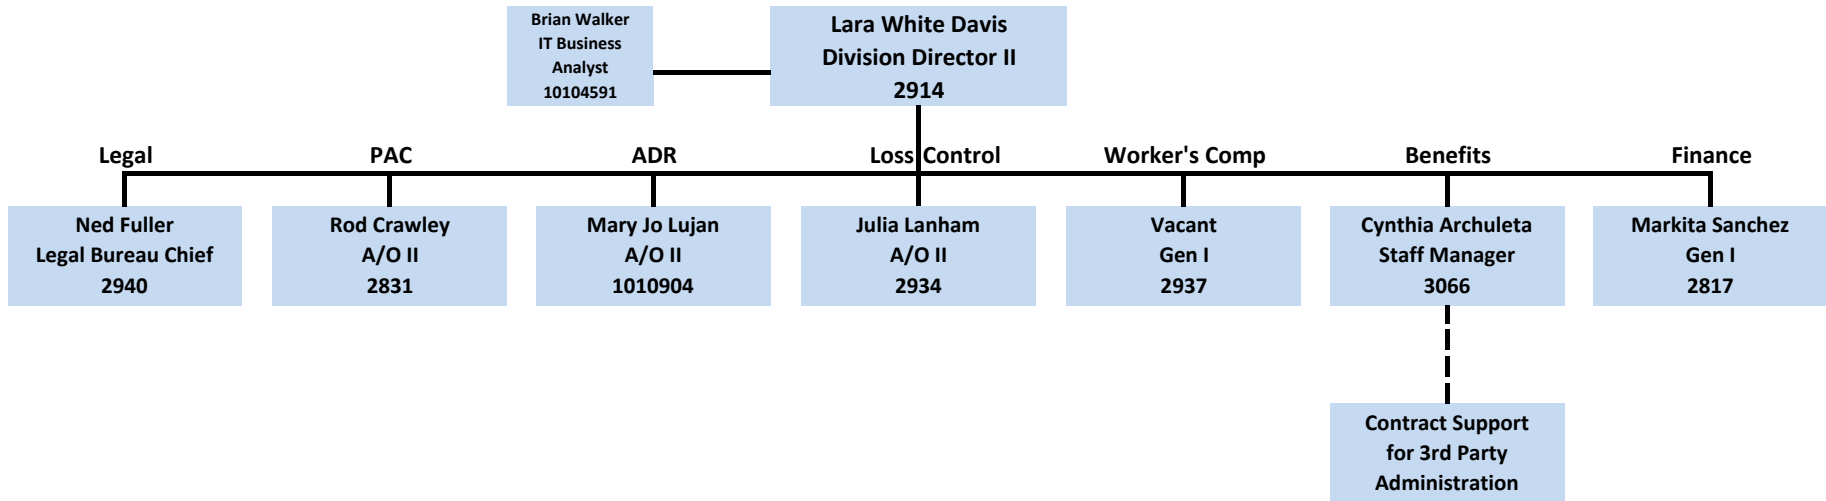 Brian Walker
IT Business
Analyst
10104591
Lara White Davis
Division Director II
2914
Legal
PAC
ADR
Loss Control
Worker's Comp
Benefits
Finance
Ned Fuller
Legal Bureau Chief
2940
Rod Crawley
A/O II
2831
Mary Jo Lujan
A/O II
1010904
Julia Lanham
A/O II
2934
Vacant
Gen I
2937
Cynthia Archuleta
Staff Manager
3066
Markita Sanchez
Gen I
2817
Contract Support
for 3rd Party
Administration